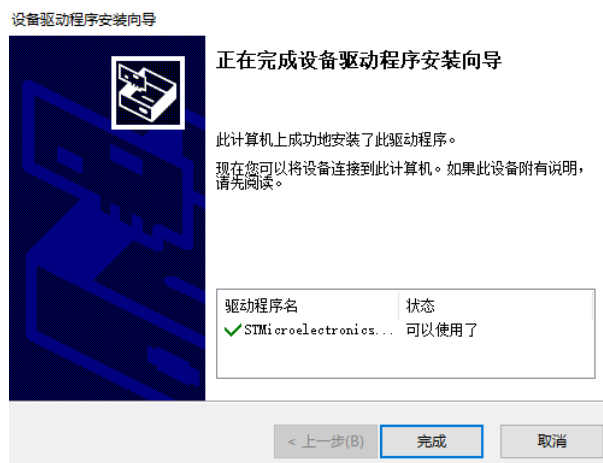 设备驱动程序安装向导
正在完成设备驱动程序安装向导
此计算机上成功地安装了此驱动程序。
现在您可以将设备连接到此计算机。如果此设备附有说明，
请先阅读。
驱动程序名 状态
STMicroelectronics... 可以使用了
< 上一步(B) 完成 取消